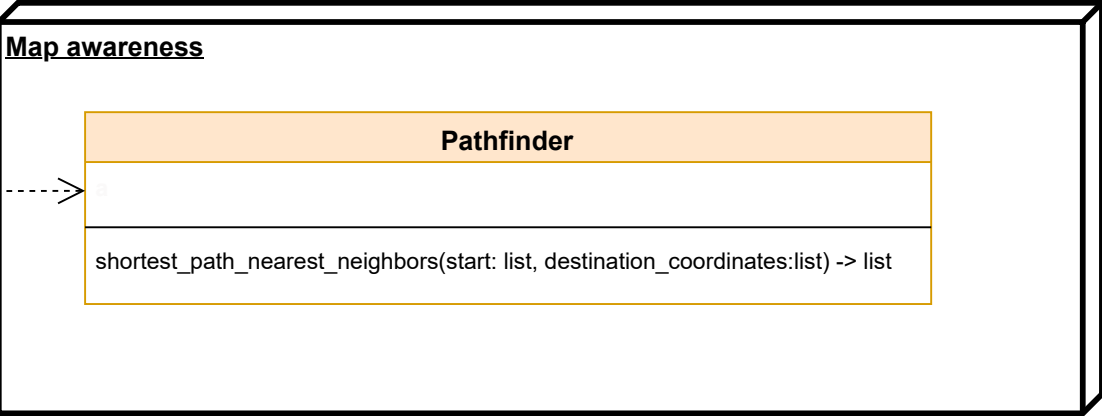 Map awareness
Pathfinder
a
shortest_path_nearest_neighbors(start: list, destination_coordinates:list) -> list